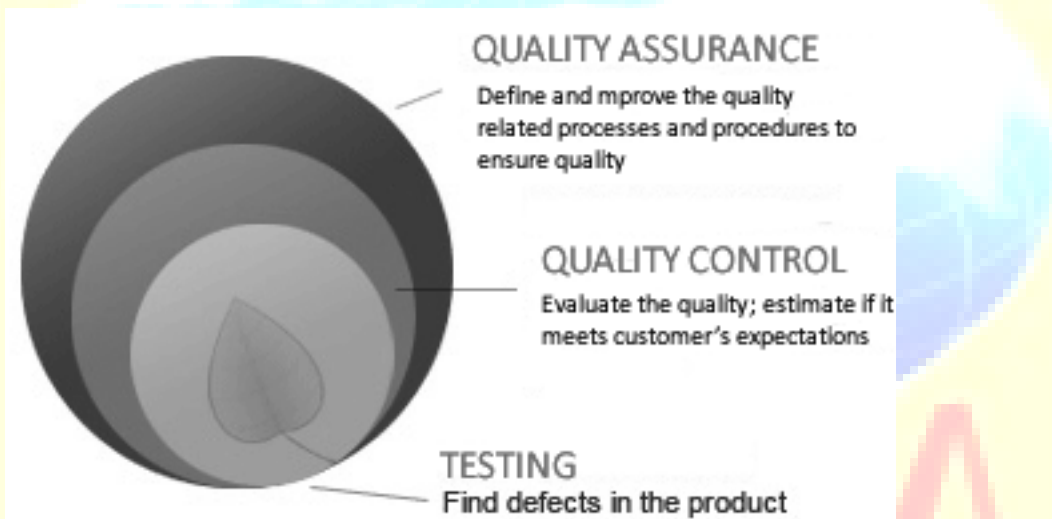 QUALITY ASSURANCE
Define and mprove the quality
related processes and procedures to
ensure quality
QUALITY CONTROL
Evaluate the quality; estimate if it
meets customer's expectations
TESTING
Find defects in the product